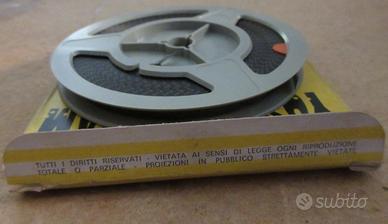 TUTTI I DIRITTI RISERVATI - VIETATA AI SENSI DI LEGGE OGNI RIPRODUZIONE
TOTALE O PARZIALE - PROIEZIONI IN PUBBLICO STRETTAMENTE VIETATE
subito